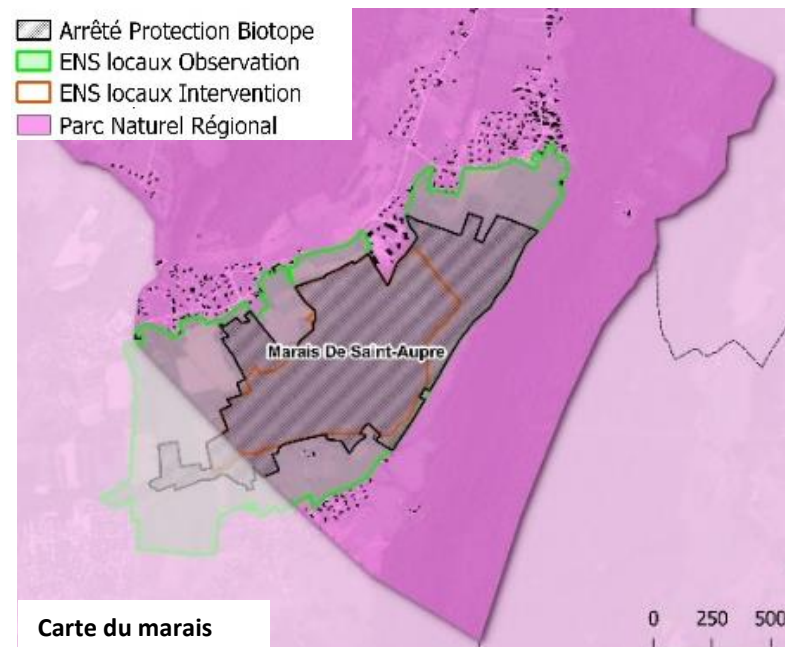 Arrêté Protection Biotope
ENS locaux Observation
ENS locaux Intervention
Parc Naturel Régional
Marais De Saint-Aupre
Carte du marais
0 250 500